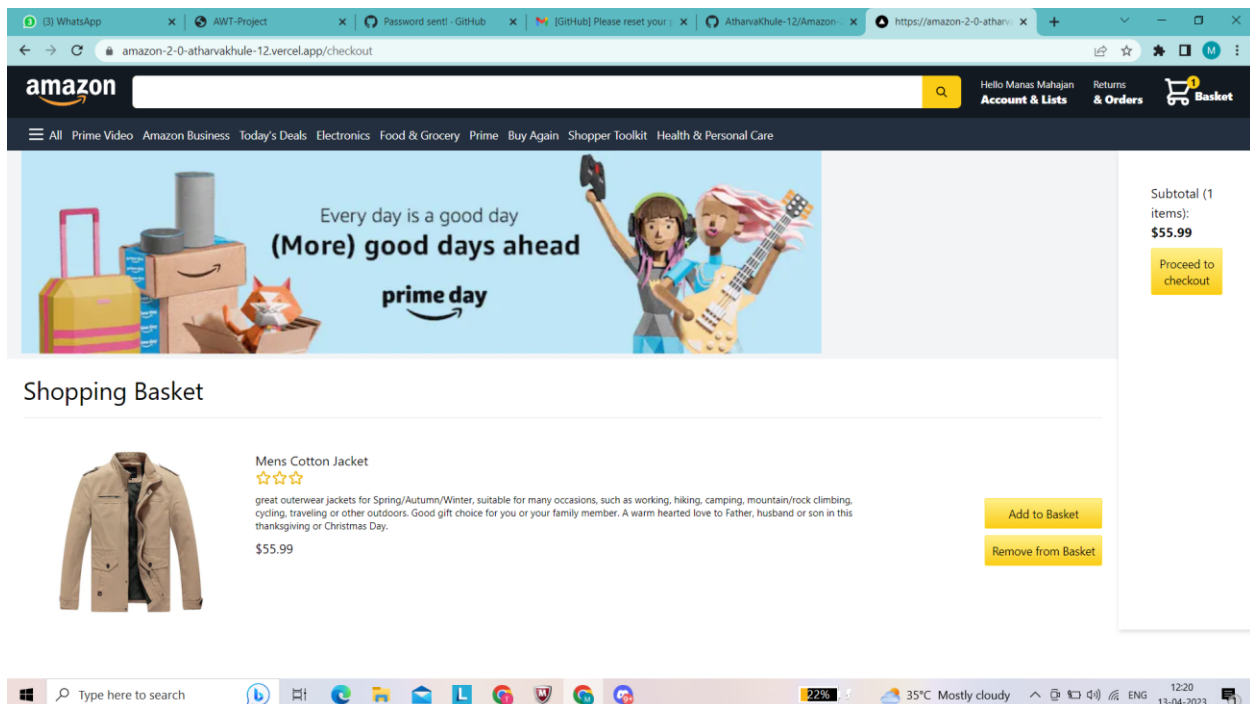 (3) WhatsApp
AWT-Project
Password sent! · GitHub
[GitHub] Please reset your
AtharvaKhule-12/Amazon-
https://amazon-2-0-atharva
amazon-2-0-atharvakhule-12.vercel.app/checkout
M
amazon
Hello Manas Mahajan
Account & Lists
Returns
& Orders
1
Basket
All Prime Video Amazon Business Today's Deals Electronics Food & Grocery Prime Buy Again Shopper Toolkit Health & Personal Care
Every day is a good day
(More) good days ahead
prime day
Subtotal (1
items):
$55.99
Proceed to
checkout
Shopping Basket
Mens Cotton Jacket
great outerwear jackets for Spring/Autumn/Winter, suitable for many occasions, such as working, hiking, camping, mountain/rock climbing,
cycling, traveling or other outdoors. Good gift choice for you or your family member. A warm hearted love to Father, husband or son in this
thanksgiving or Christmas Day.
$55.99
Add to Basket
Remove from Basket
Type here to search
22%
35°C Mostly cloudy
ENG
12:20
13-04-2023